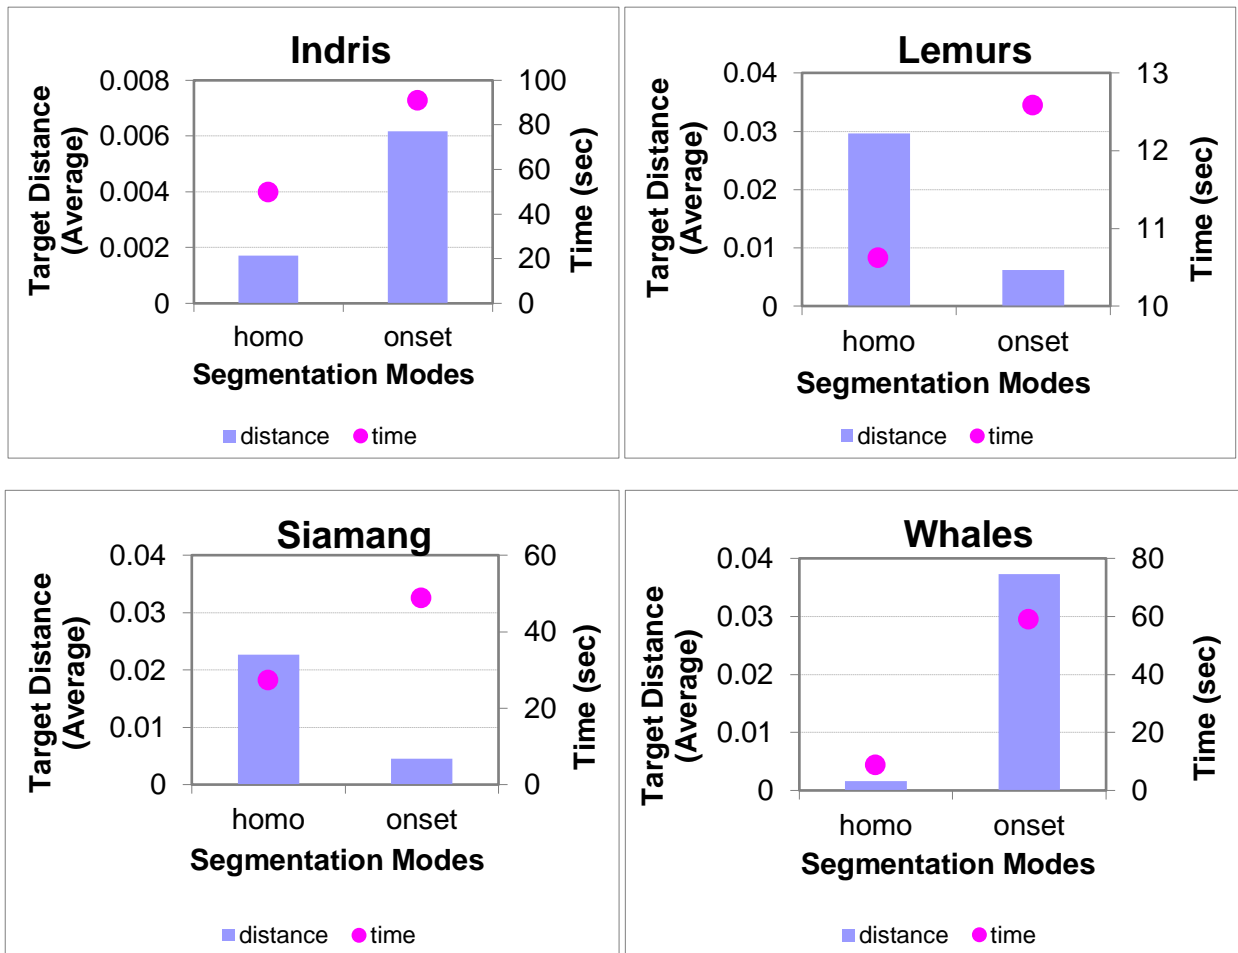 Indris
0.008
0.006
0.004
0.002
0
100
80
60
40
20
0
Target Distance
(Average)
Time (sec)
homo onset
Segmentation Modes
distance time
Lemurs
0.04
0.03
0.02
0.01
0
13
12
11
10
Target Distance
(Average)
Time (sec)
homo onset
Segmentation Modes
distance time
Siamang
0.04
0.03
0.02
0.01
0
60
40
20
0
Target Distance
(Average)
Time (sec)
homo onset
Segmentation Modes
distance time
Whales
0.04
0.03
0.02
0.01
0
80
60
40
20
0
Target Distance
(Average)
Time (sec)
homo onset
Segmentation Modes
distance time